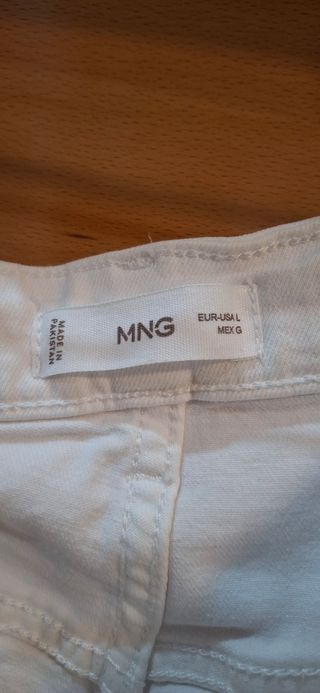 MADE IN
PAKISTAN
MNG
EUR-USA L
MEX G